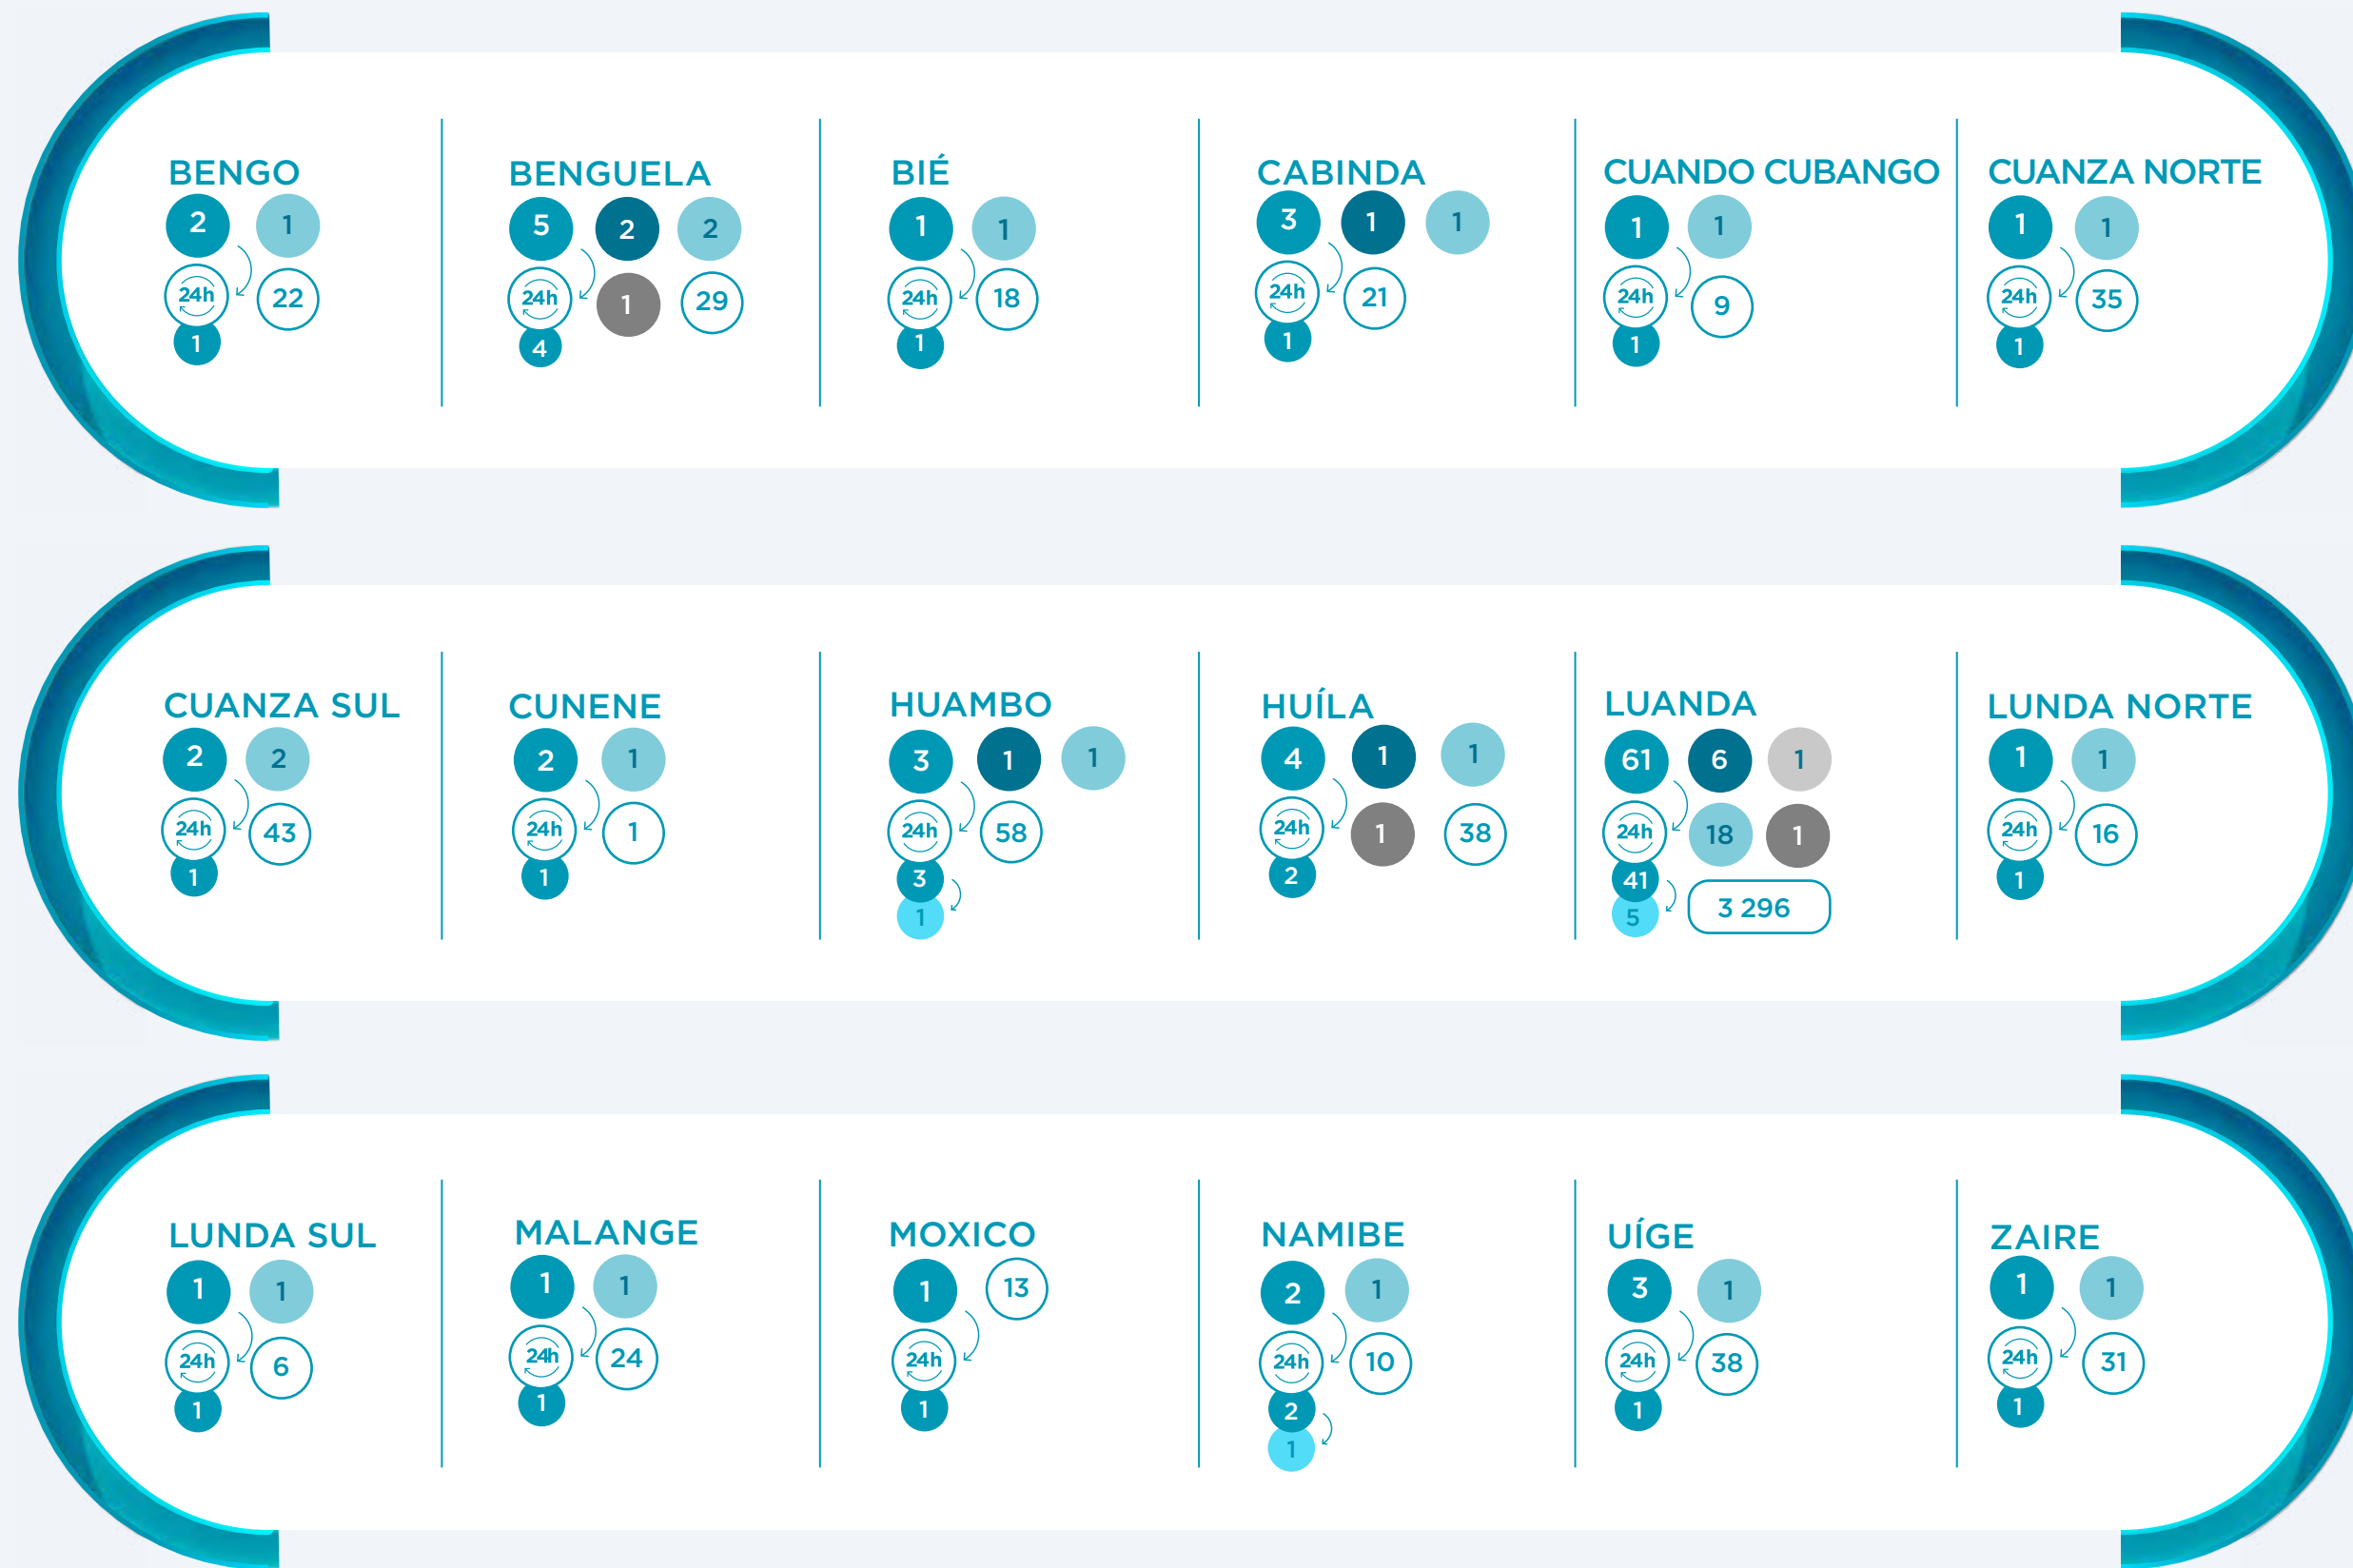 BENGO
2 1
24h 22
1
BENGUELA
5 2 2
24h 1 29
4
BIÉ
1 1
24h 18
1
CABINDA
3 1 1
24h 21
1
CUANDO CUBANGO
1 1
24h 9
1
CUANZA NORTE
1 1
24h 35
1
CUANZA SUL
2 2
24h 43
1
CUNENE
2 1
24h 1
1
HUAMBO
3 1 1
24h 58
3
1
HUÍLA
4 1 1
24h 1 38
2
LUANDA
61 6 1
24h 18 1
41
5 3 296
LUNDA NORTE
1 1
24h 16
1
LUNDA SUL
1 1
24h 6
1
MALANGE
1 1
24h 24
1
MOXICO
1 13
24h
1
NAMIBE
2 1
24h 10
2
1
UÍGE
3 1
24h 38
1
ZAIRE
1 1
24h 31
1